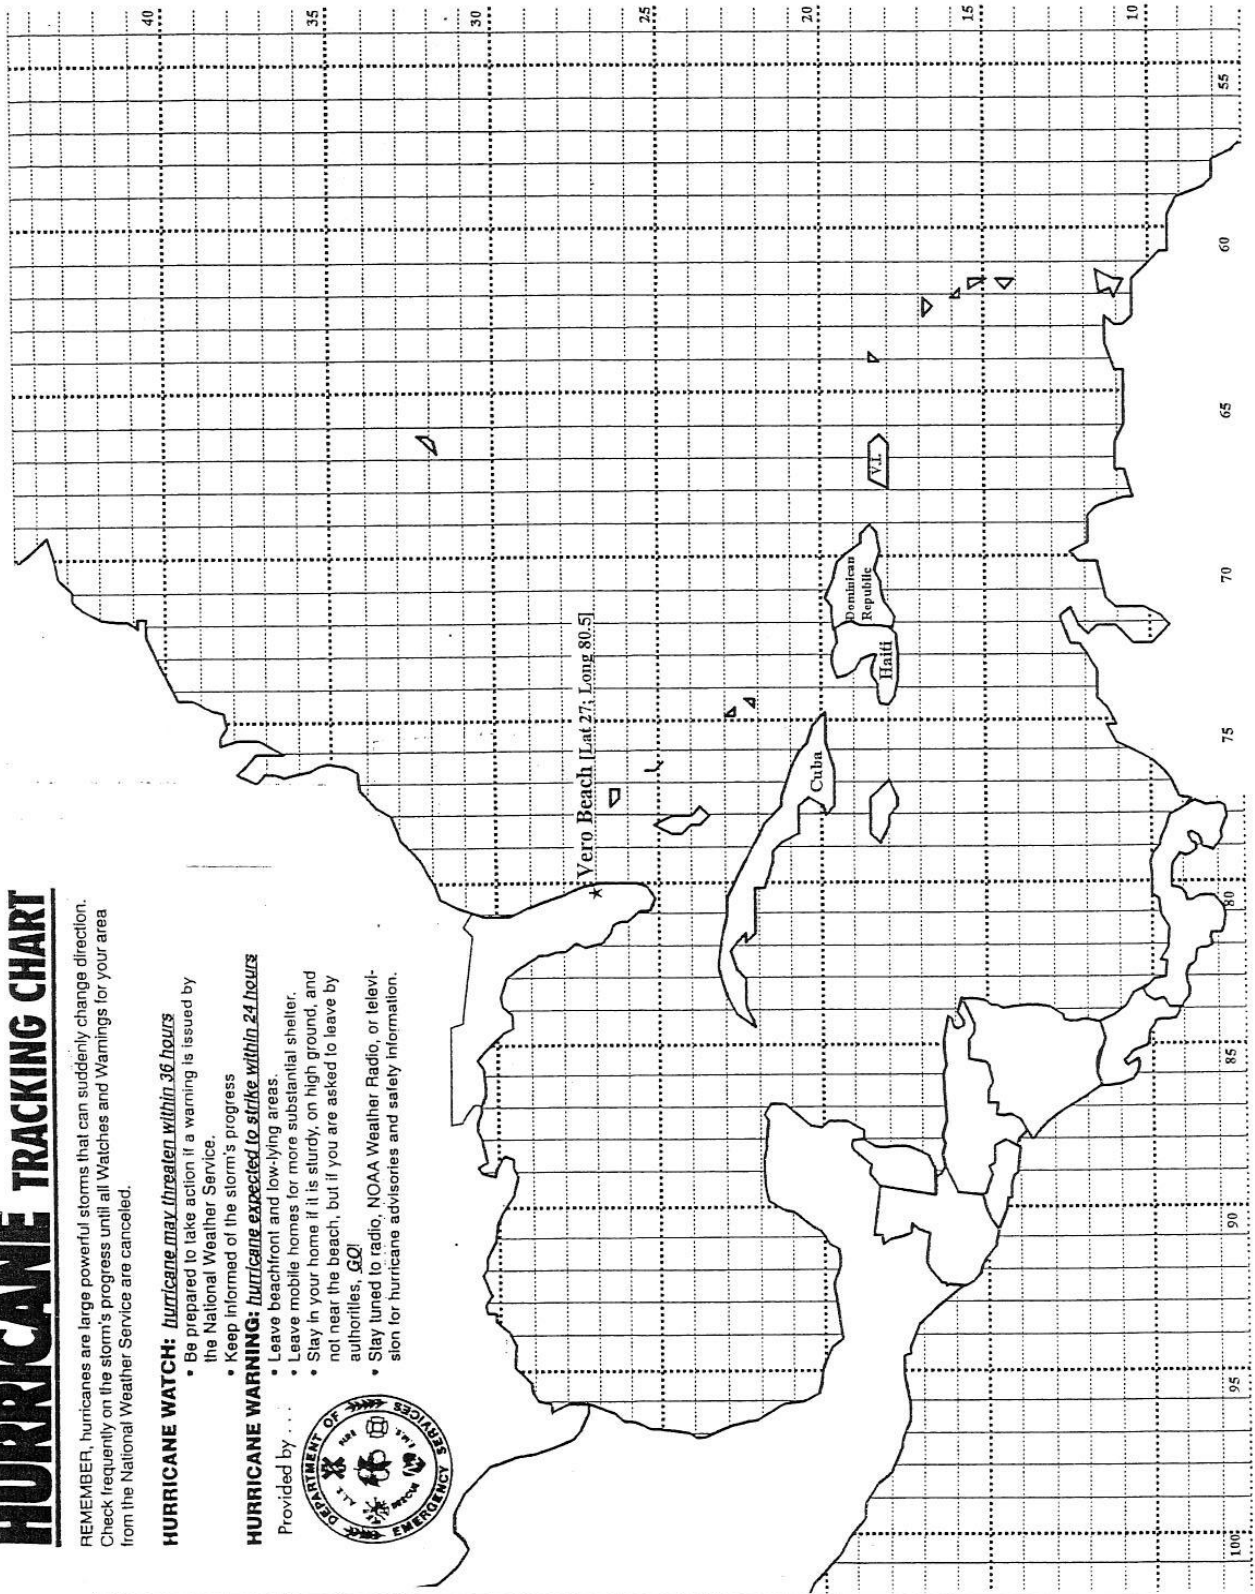 HURRICANE TRACKING CHART
REMEMBER, hurricanes are large powerful storms that can suddenly change direction.
Check frequently on the storm's progress until all Watches and Warnings for your area
from the National Weather Service are canceled.
HURRICANE WATCH: hurricane may threaten within 36 hours
• Be prepared to take action if a warning is issued by
the National Weather Service.
• Keep informed of the storm's progress
HURRICANE WARNING: hurricane expected to strike within 24 hours
• Leave beachfront and low-lying areas.
• Leave mobile homes for more substantial shelter.
• Stay in your home if it is sturdy, on high ground, and
not near the beach, but if you are asked to leave by
authorities, GO!
• Stay tuned to radio, NOAA Weather Radio, or televi-
sion for hurricane advisories and safety information.
Provided by . . .
DEPARTMENT OF
EMERGENCY SERVICES
FIRE
A.L.S
RESCUE
E.M.S.
40
35
30
25
20
15
10
Vero Beach [Lat 27; Long 80.5]
Cuba
Haiti
Dominican
Republic
V.I.
100
95
90
85
80
75
70
65
60
55